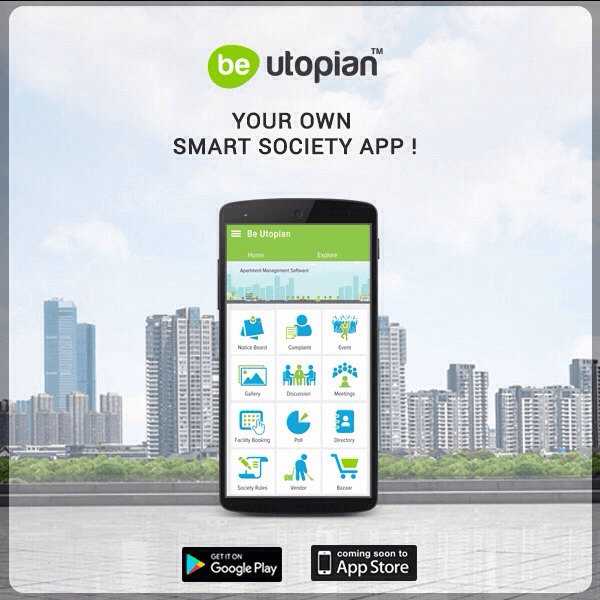 be utopian™
YOUR OWN
SMART SOCIETY APP !
Be Utopian
Home Explore
Apartment Management Software
Notice Board Complaint Event
Gallery Discussion Meetings
Facility Booking Poll Directory
Society Rules Vendor Bazaar
GET IT ON
Google Play
coming soon to
App Store